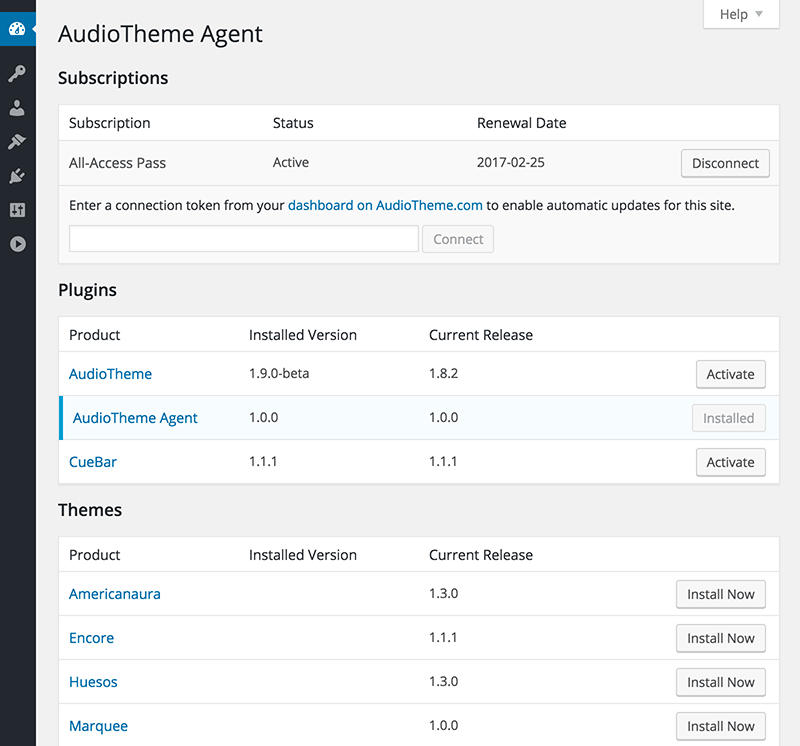 Help
AudioTheme Agent
Subscriptions
Subscription Status Renewal Date
All-Access Pass Active 2017-02-25 Disconnect
Enter a connection token from your dashboard on AudioTheme.com to enable automatic updates for this site.
Connect
Plugins
Product Installed Version Current Release
AudioTheme 1.9.0-beta 1.8.2 Activate
AudioTheme Agent 1.0.0 1.0.0 Installed
CueBar 1.1.1 1.1.1 Activate
Themes
Product Installed Version Current Release
Americanaura 1.3.0 Install Now
Encore 1.1.1 Install Now
Huesos 1.3.0 Install Now
Marquee 1.0.0 Install Now